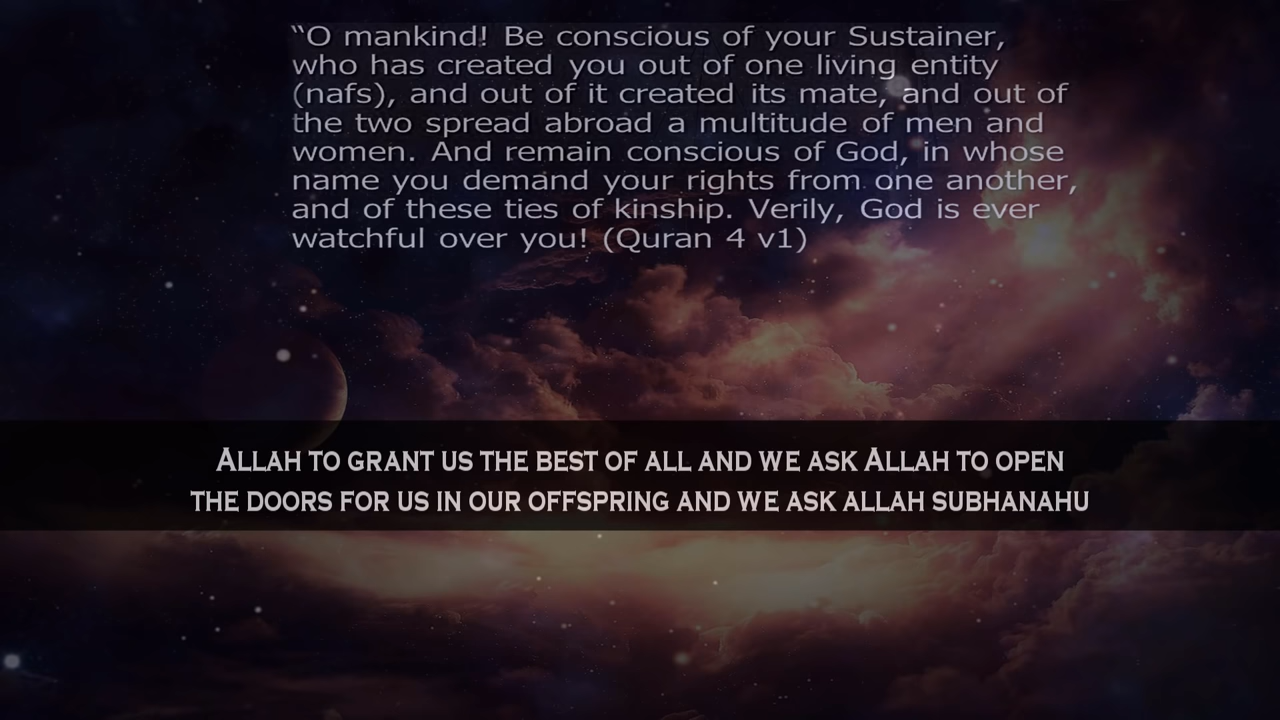 “O mankind! Be conscious of your Sustainer,
who has created you out of one living entity
(nafs), and out of it created its mate, and out of
the two spread abroad a multitude of men and
women. And remain conscious of God, in whose
name you demand your rights from one another,
and of these ties of kinship. Verily, God is ever
watchful over you! (Quran 4 v1)
Allah to grant us the best of all and we ask Allah to open
the doors for us in our offspring and we ask allah subhanahu